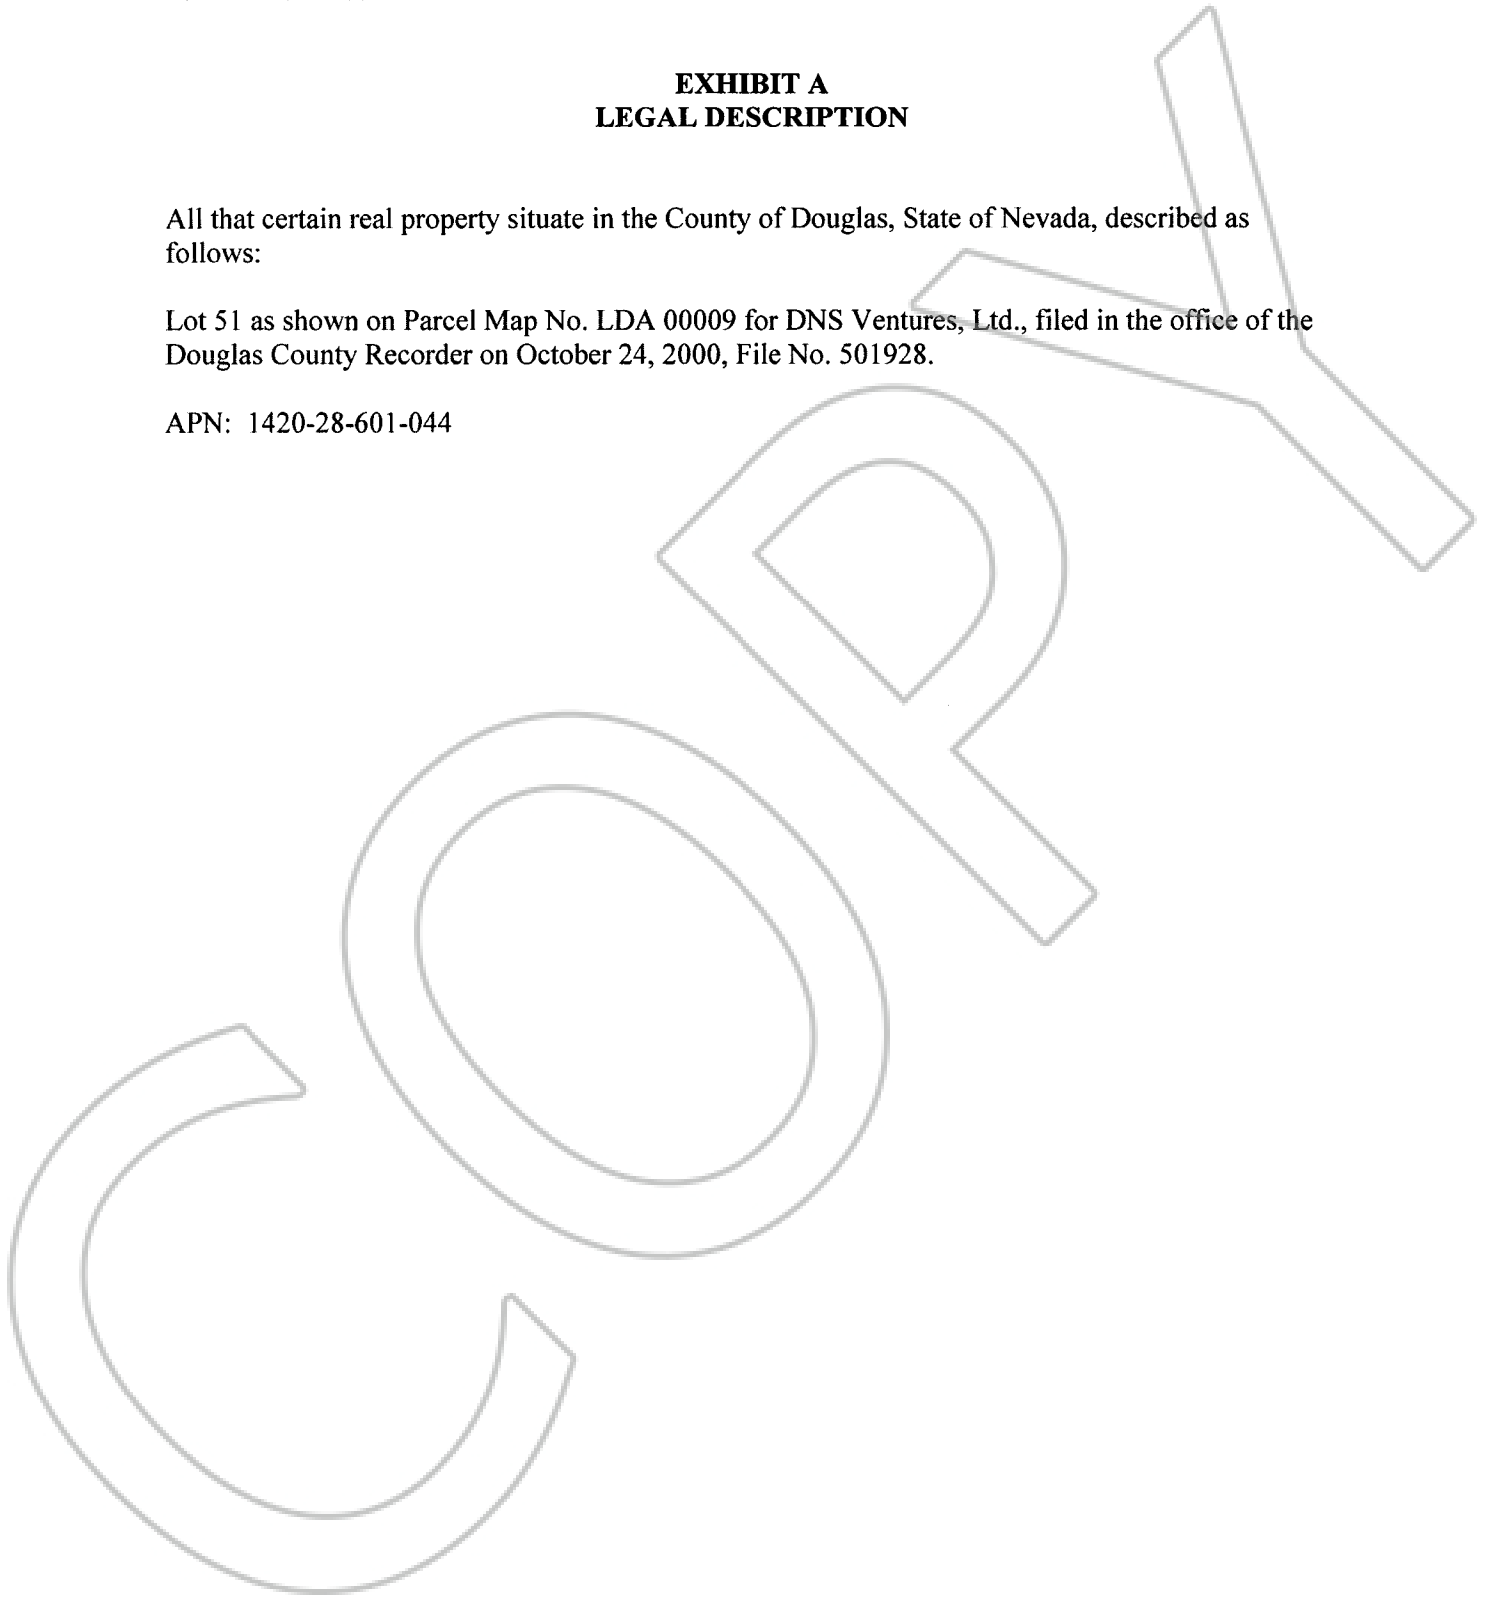 EXHIBIT A
LEGAL DESCRIPTION
All that certain real property situate in the County of Douglas, State of Nevada, described as
follows:
Lot 51 as shown on Parcel Map No. LDA 00009 for DNS Ventures, Ltd., filed in the office of the
Douglas County Recorder on October 24, 2000, File No. 501928.
APN: 1420-28-601-044
COPY